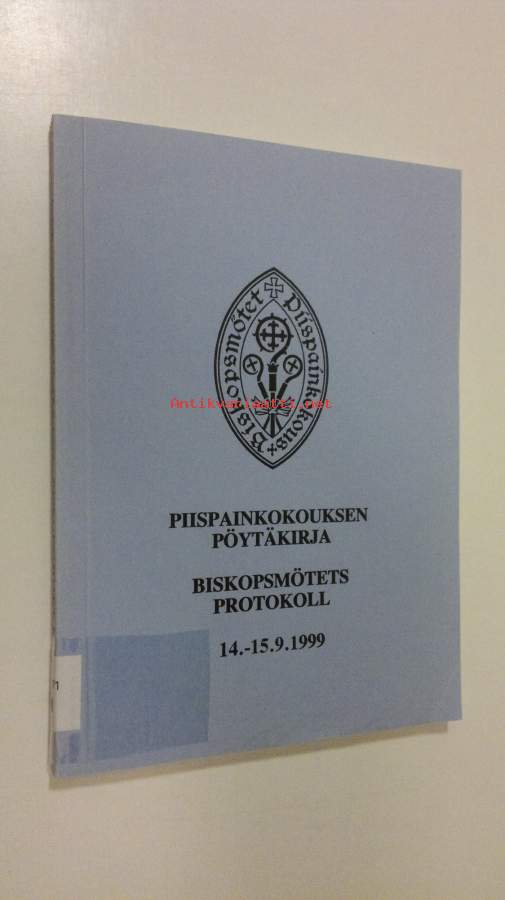 Biskopsmötet
Piispainkokous
Antikvariaatti.net
PIISPAINKOKOUKSEN
PÖYTÄKIRJA
BISKOPSMÖTETS
PROTOKOLL
14.-15.9.1999